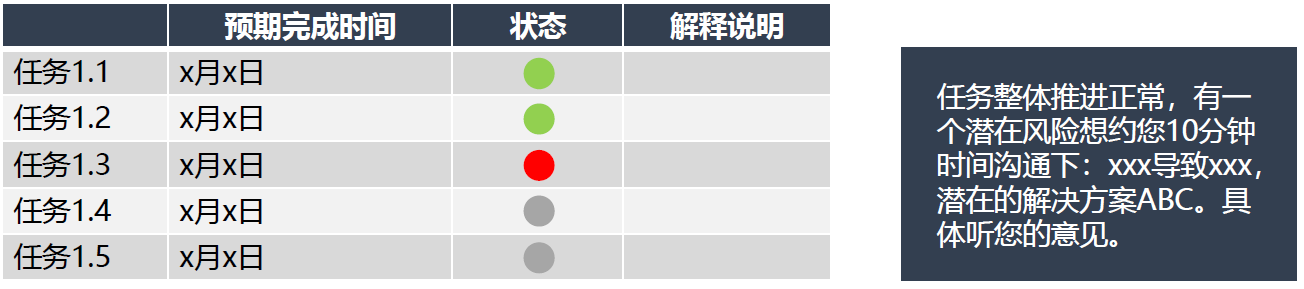 预期完成时间 状态 解释说明
任务1.1 x月x日
任务1.2 x月x日
任务1.3 x月x日
任务1.4 x月x日
任务1.5 x月x日
任务整体推进正常，有一
个潜在风险想约您10分钟
时间沟通下：xxx导致xxx，
潜在的解决方案ABC。具
体听您的意见。